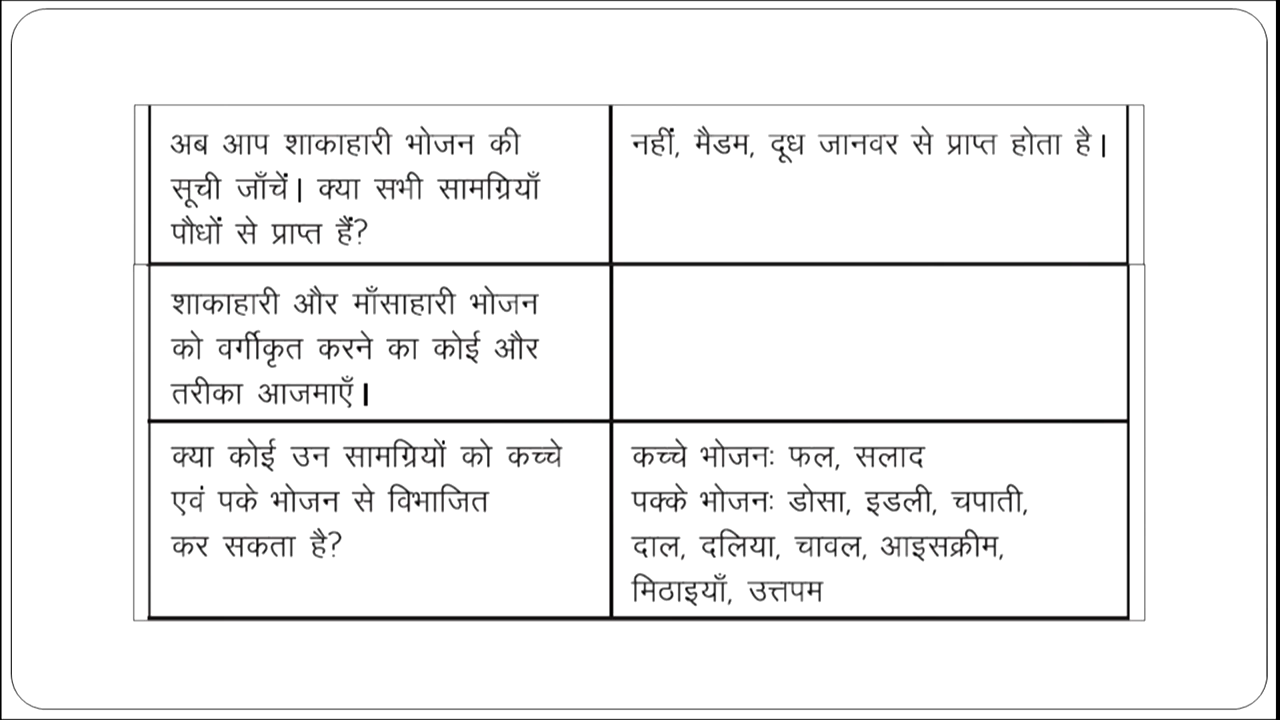 अब आप शाकाहारी भोजन की
सूची जाँचें। क्या सभी सामग्रियाँ
पौधों से प्राप्त हैं?
नहीं, मैडम, दूध जानवर से प्राप्त होता है।
शाकाहारी और माँसाहारी भोजन
को वर्गीकृत करने का कोई और
तरीका आजमाएँ।
क्या कोई उन सामग्रियों को कच्चे
एवं पके भोजन से विभाजित
कर सकता है?
कच्चे भोजनः फल, सलाद
पक्के भोजनः डोसा, इडली, चपाती,
दाल, दलिया, चावल, आइसक्रीम,
मिठाइयाँ, उत्तपम